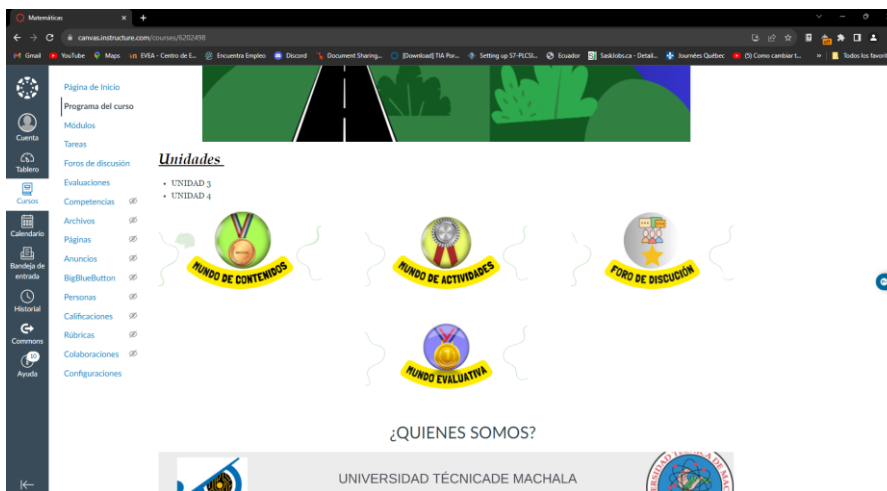 Matemáticas
canvas.instructure.com/courses/6202498
Gmail YouTube Maps EVEA - Centro de E... Encuentra Empleo Discord Document Sharing... [Download] TIA Por... Setting up S7-PLCSI... Ecuador SaskJobs.ca - Detail... Journées Québec (5) Como cambiar t... » Todos los favorit
Cuenta
Tablero
Cursos
Calendario
Bandeja de
entrada
Historial
Commons
10
Ayuda
Página de Inicio
Programa del curso
Módulos
Tareas
Foros de discusión
Evaluaciones
Competencias
Archivos
Páginas
Anuncios
BigBlueButton
Personas
Calificaciones
Rúbricas
Colaboraciones
Configuraciones
Unidades
UNIDAD 3
UNIDAD 4
MUNDO DE CONTENIDOS
MUNDO DE ACTIVIDADES
FORO DE DISCUCIÓN
MUNDO EVALUATIVA
¿QUIENES SOMOS?
UNIVERSIDAD TÉCNICADE MACHALA